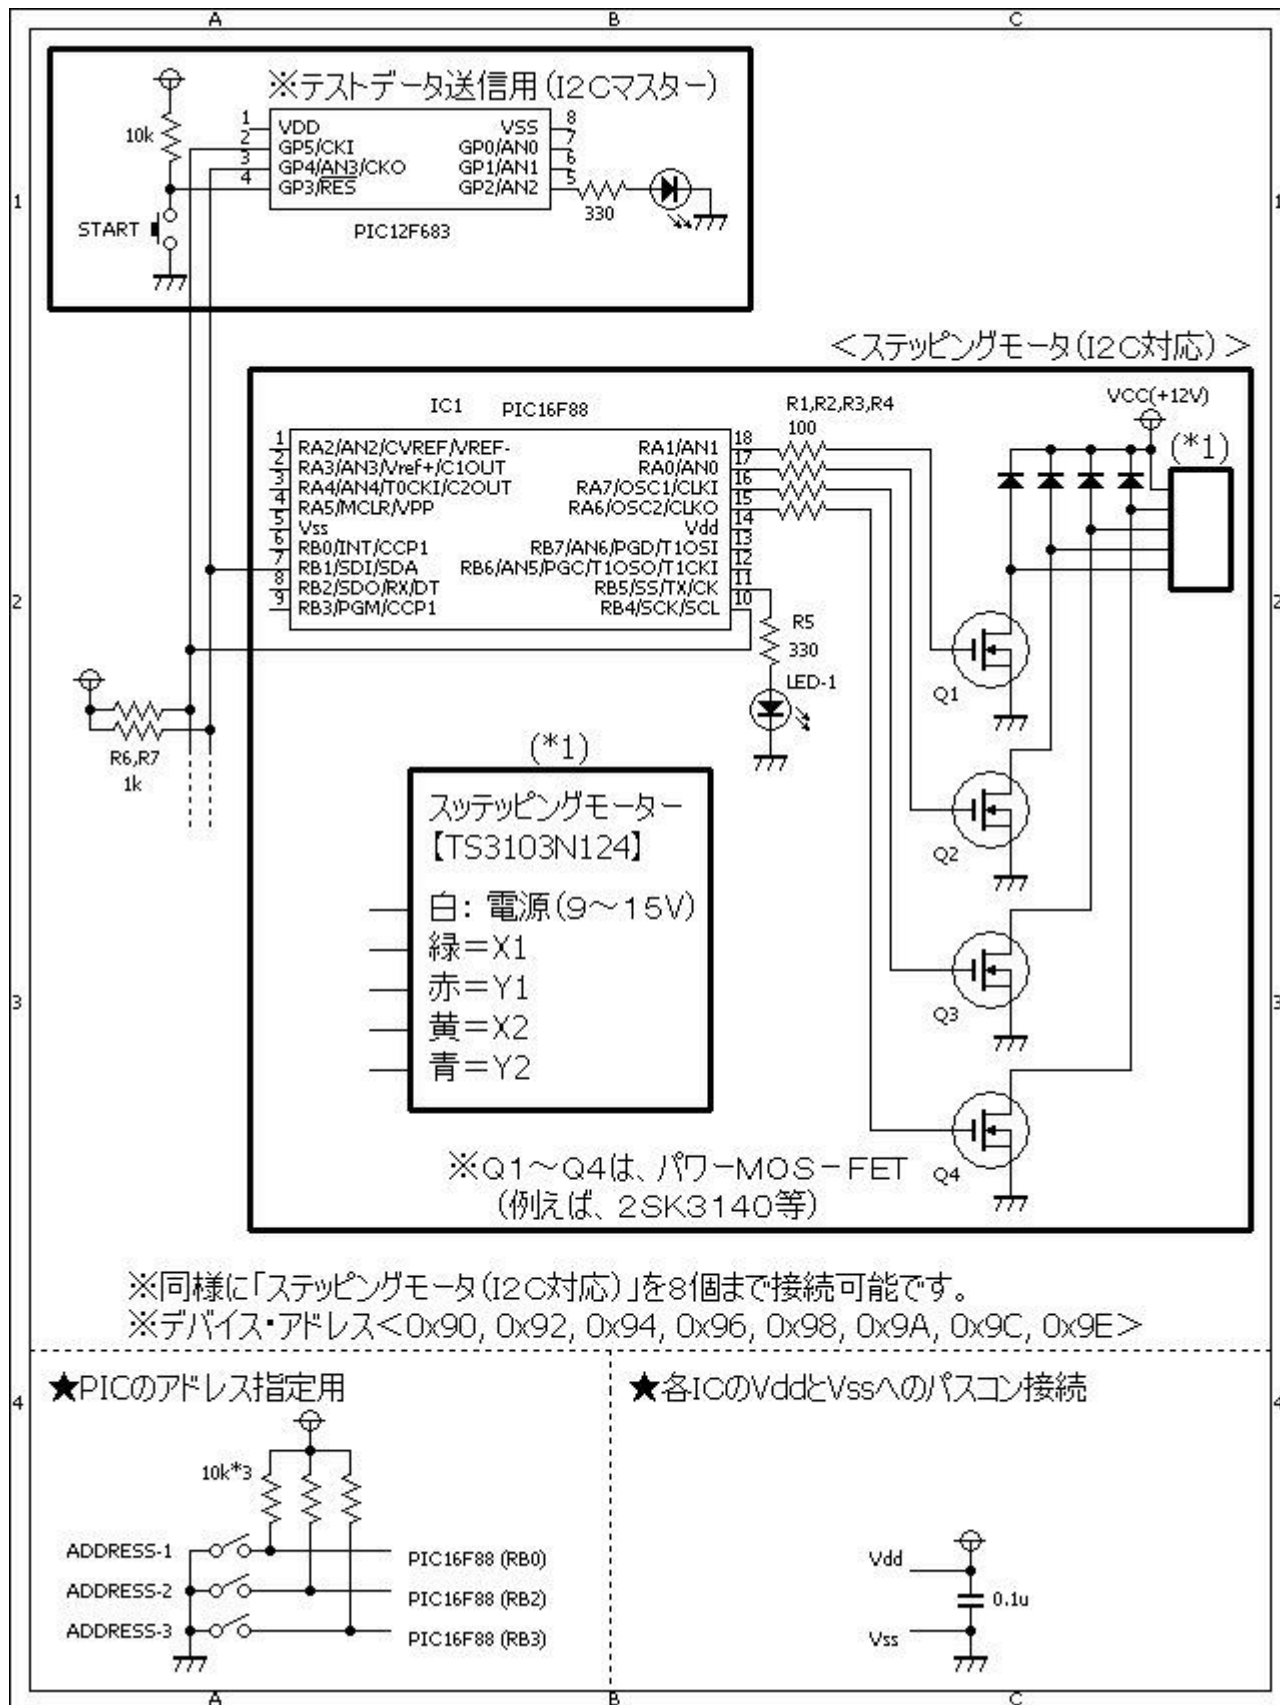 A B C
※テストデータ送信用(I2Cマスター)
10k
1 VDD VSS 8
2 GP5/CKI GP0/AN0 7
3 GP4/AN3/CKO GP1/AN1 6
4 GP3/RES GP2/AN2 5
330
START
PIC12F683
1 1
<ステッピングモータ(I2C対応)>
IC1 PIC16F88
R1,R2,R3,R4
100
VCC(+12V)
(*1)
1 RA2/AN2/CVREF/VREF- RA1/AN1 18
2 RA3/AN3/Vref+/C1OUT RA0/AN0 17
3 RA4/AN4/T0CKI/C2OUT RA7/OSC1/CLKI 16
4 RA5/MCLR/VPP RA6/OSC2/CLKO 15
5 Vss Vdd 14
6 RB0/INT/CCP1 RB7/AN6/PGD/T1OSI 13
7 RB1/SDI/SDA RB6/AN5/PGC/T1OSO/T1CKI 12
8 RB2/SDO/RX/DT RB5/SS/TX/CK 11
9 RB3/PGM/CCP1 RB4/SCK/SCL 10
2 2
R5
330
LED-1
Q1
R6,R7
1k
(*1)
スッテッピングモーター
【TS3103N124】
白: 電源(9～15V)
緑=X1
赤=Y1
黄=X2
青=Y2
Q2
3 3
Q3
Q4
※Q1～Q4は、パワーMOS-FET
(例えば、2SK3140等)
※同様に「ステッピングモータ(I2C対応)」を8個まで接続可能です。
※デバイス・アドレス<0x90, 0x92, 0x94, 0x96, 0x98, 0x9A, 0x9C, 0x9E>
4 4
★PICのアドレス指定用
10k*3
ADDRESS-1 PIC16F88 (RB0)
ADDRESS-2 PIC16F88 (RB2)
ADDRESS-3 PIC16F88 (RB3)
★各ICのVddとVssへのパスコン接続
Vdd
0.1u
Vss
A B C